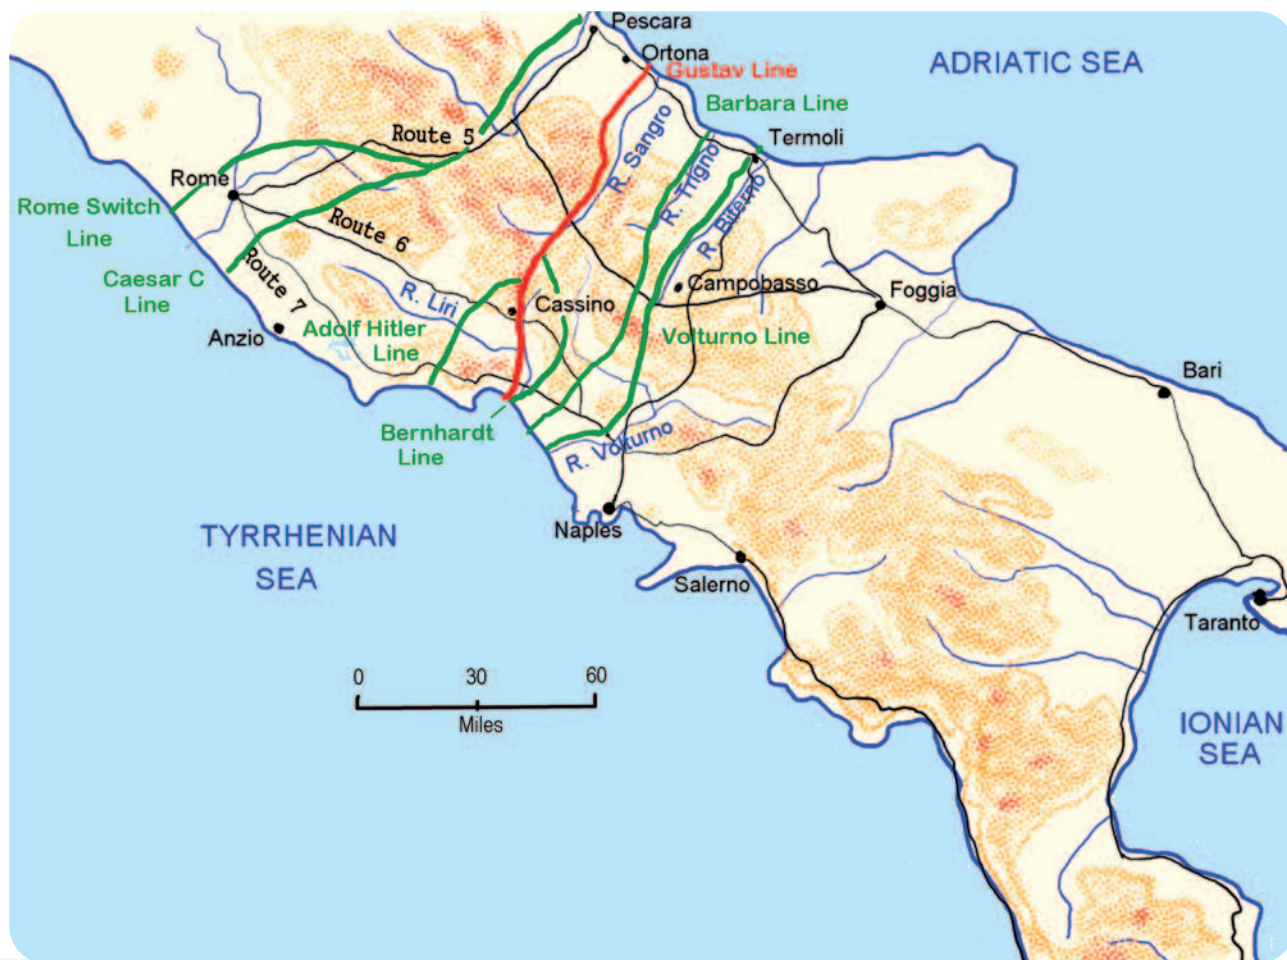 Pescara
Ortona
ADRIATIC SEA
Gustav Line
Barbara Line
Route 5
Termoli
R. Sangro
R. Trigno
R. Biferno
Rome
Rome Switch
Line
Route 6
Caesar C
Line
Route 7
R. Liri
Cassino
Campobasso
Foggia
Anzio
Adolf Hitler
Line
Volturno Line
Bari
Bernhardt
Line
R. Volturno
Naples
TYRRHENIAN
SEA
Salerno
Taranto
0 30 60
Miles
IONIAN
SEA